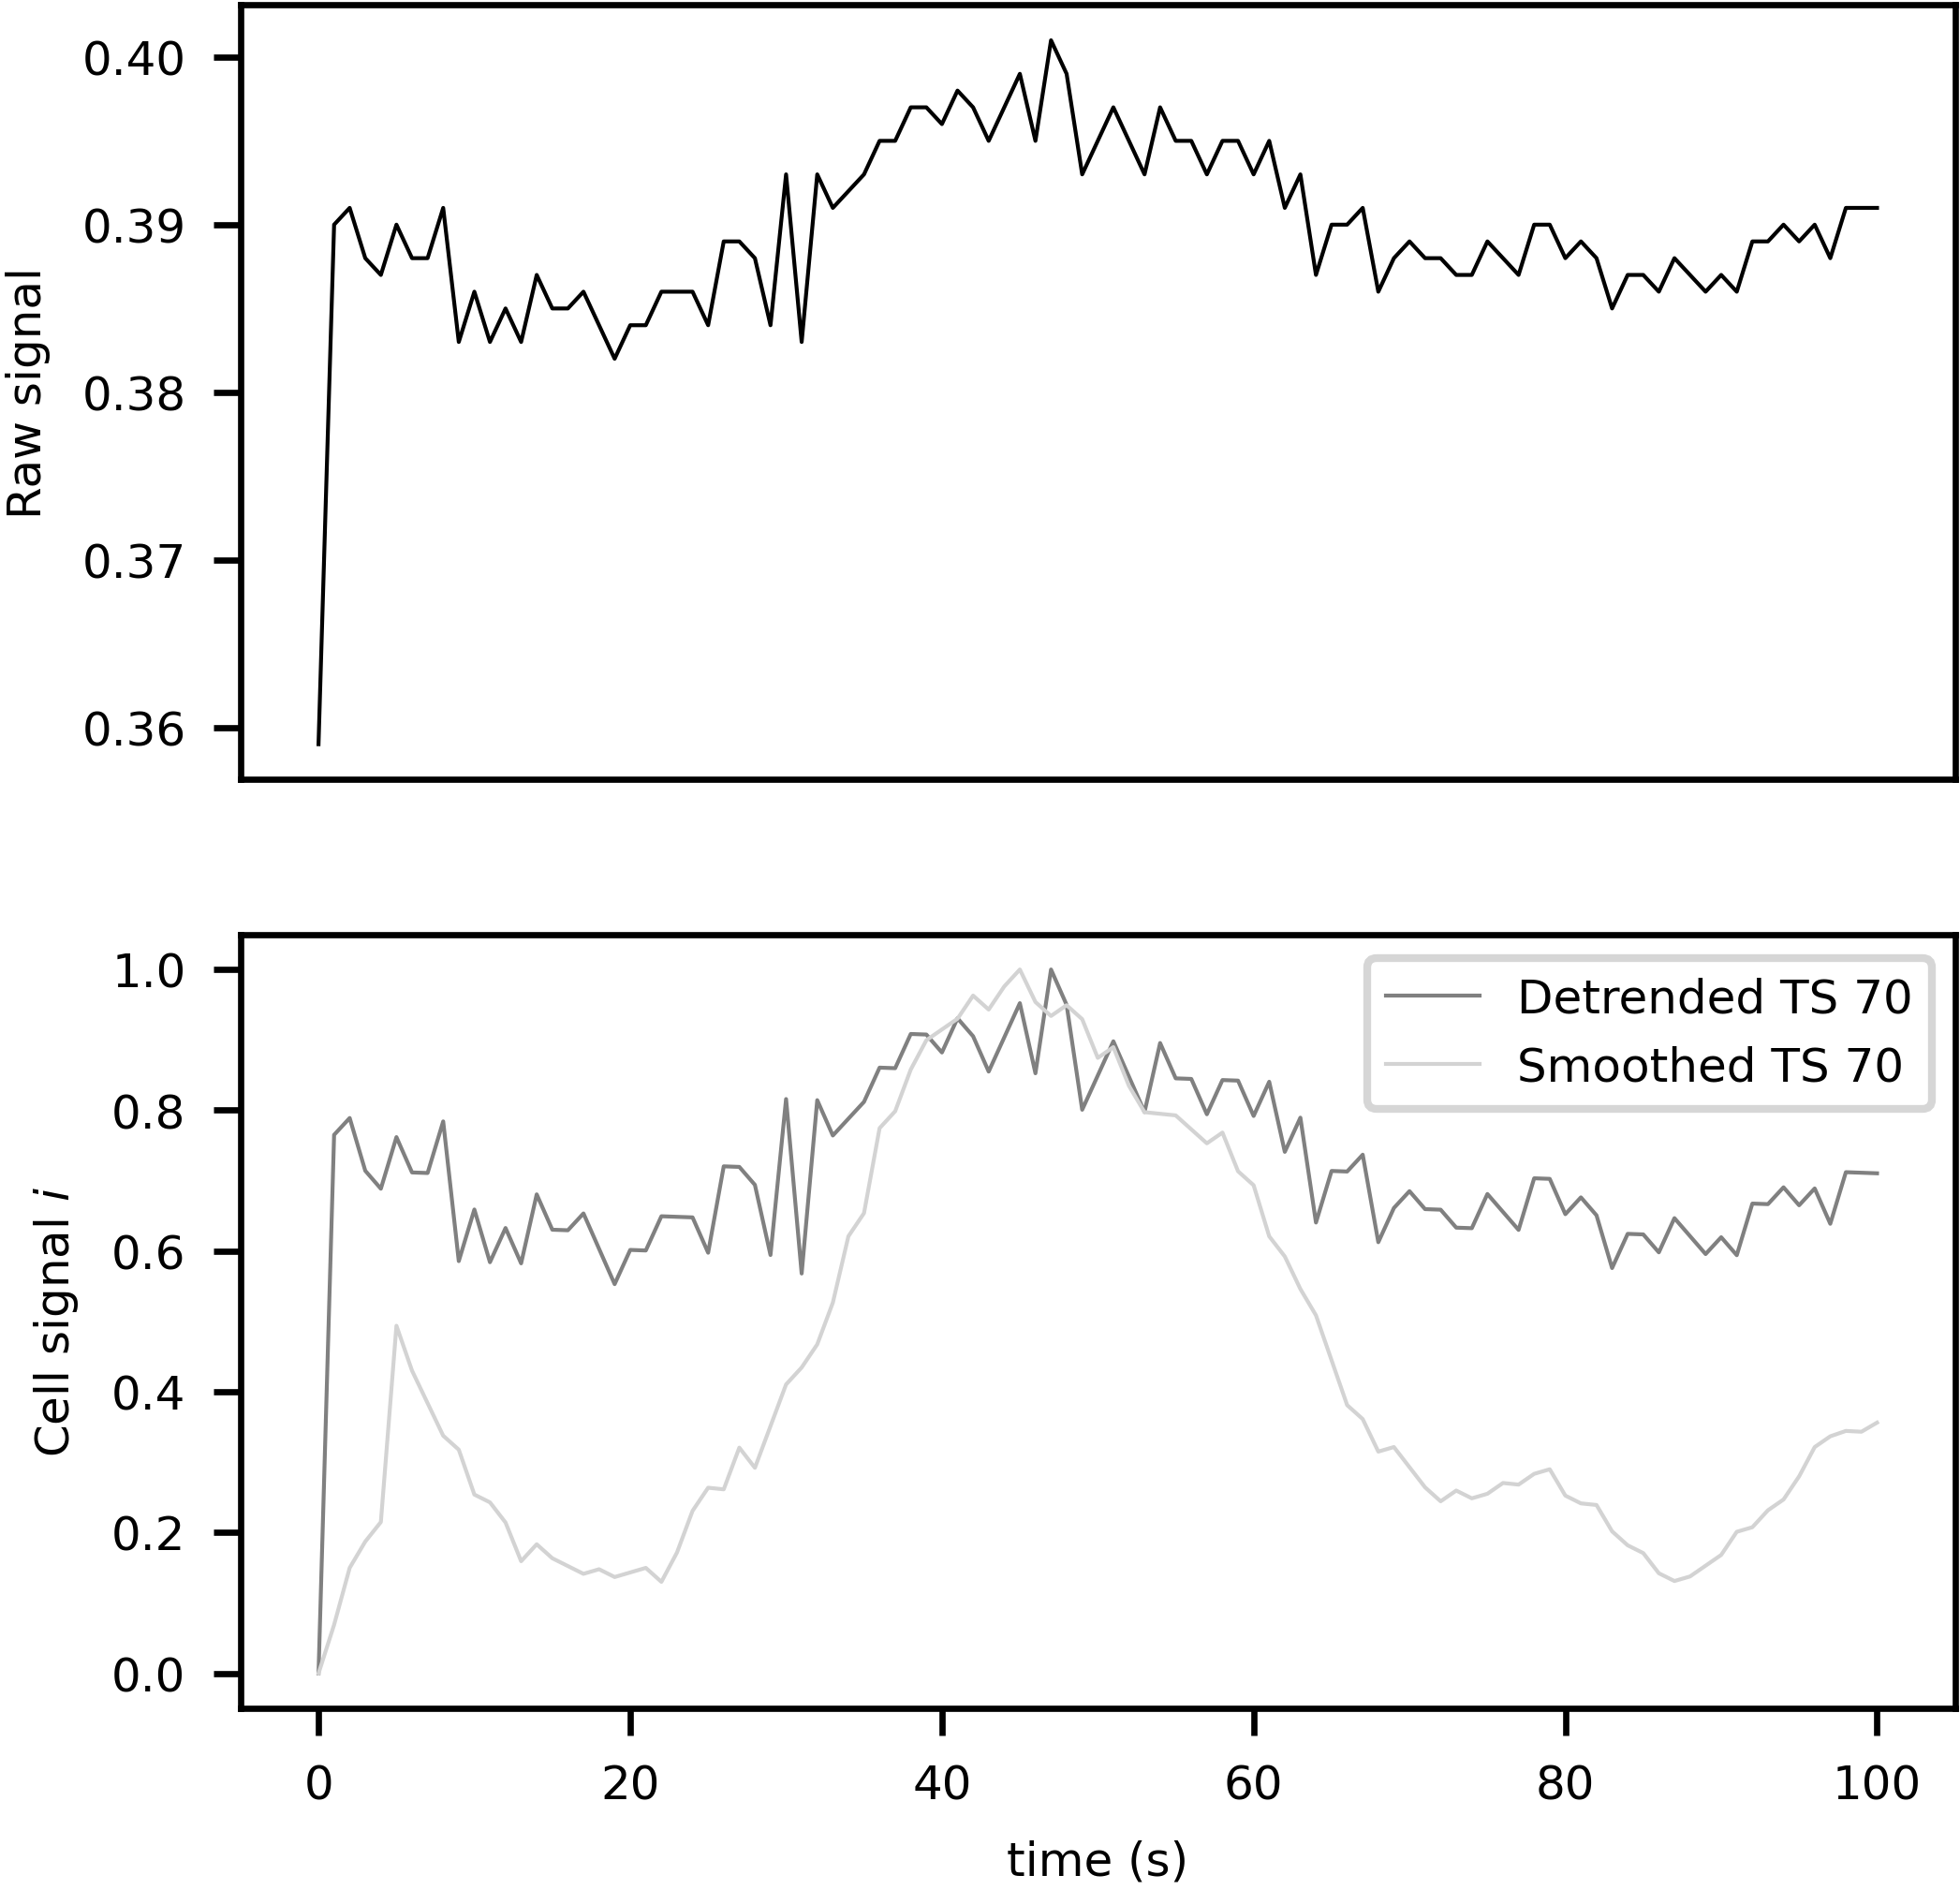 0.40
0.39
0.38
0.37
0.36
Raw signal
1.0
0.8
0.6
0.4
0.2
0.0
Cell signal i
Detrended TS 70
Smoothed TS 70
0 20 40 60 80 100
time (s)